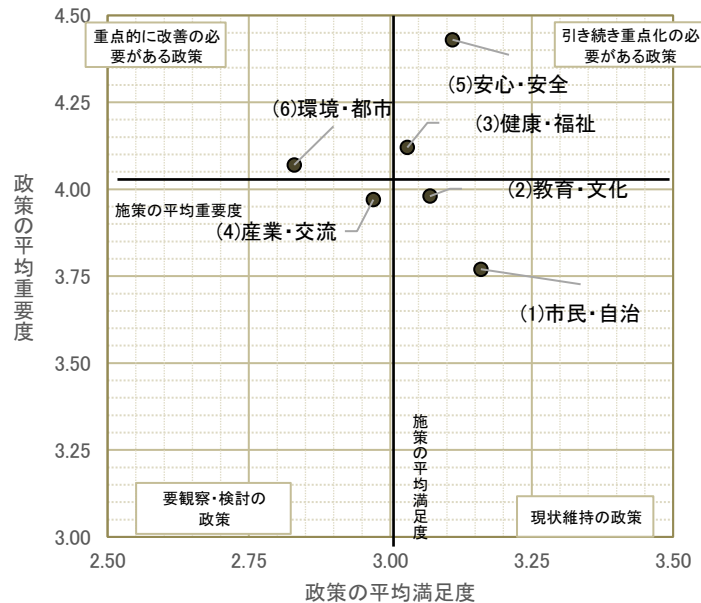 4.50
重点的に改善の必
要がある政策
引き続き重点化の必
要がある政策
(5)安心・安全
4.25
(6)環境・都市
(3)健康・福祉
4.00
(2)教育・文化
施策の平均重要度
(4)産業・交流
政策の平均重要度
3.75
(1)市民・自治
3.50
3.25
施策の平均満足度
要観察・検討の
政策
現状維持の政策
3.00
2.50
2.75
3.00
3.25
3.50
政策の平均満足度